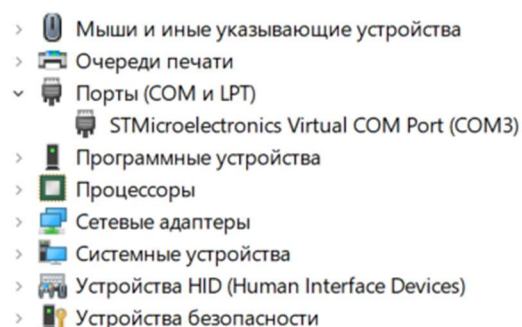 Мыши и иные указывающие устройства
Очереди печати
Порты (COM и LPT)
STMicroelectronics Virtual COM Port (COM3)
Программные устройства
Процессоры
Сетевые адаптеры
Системные устройства
Устройства HID (Human Interface Devices)
Устройства безопасности